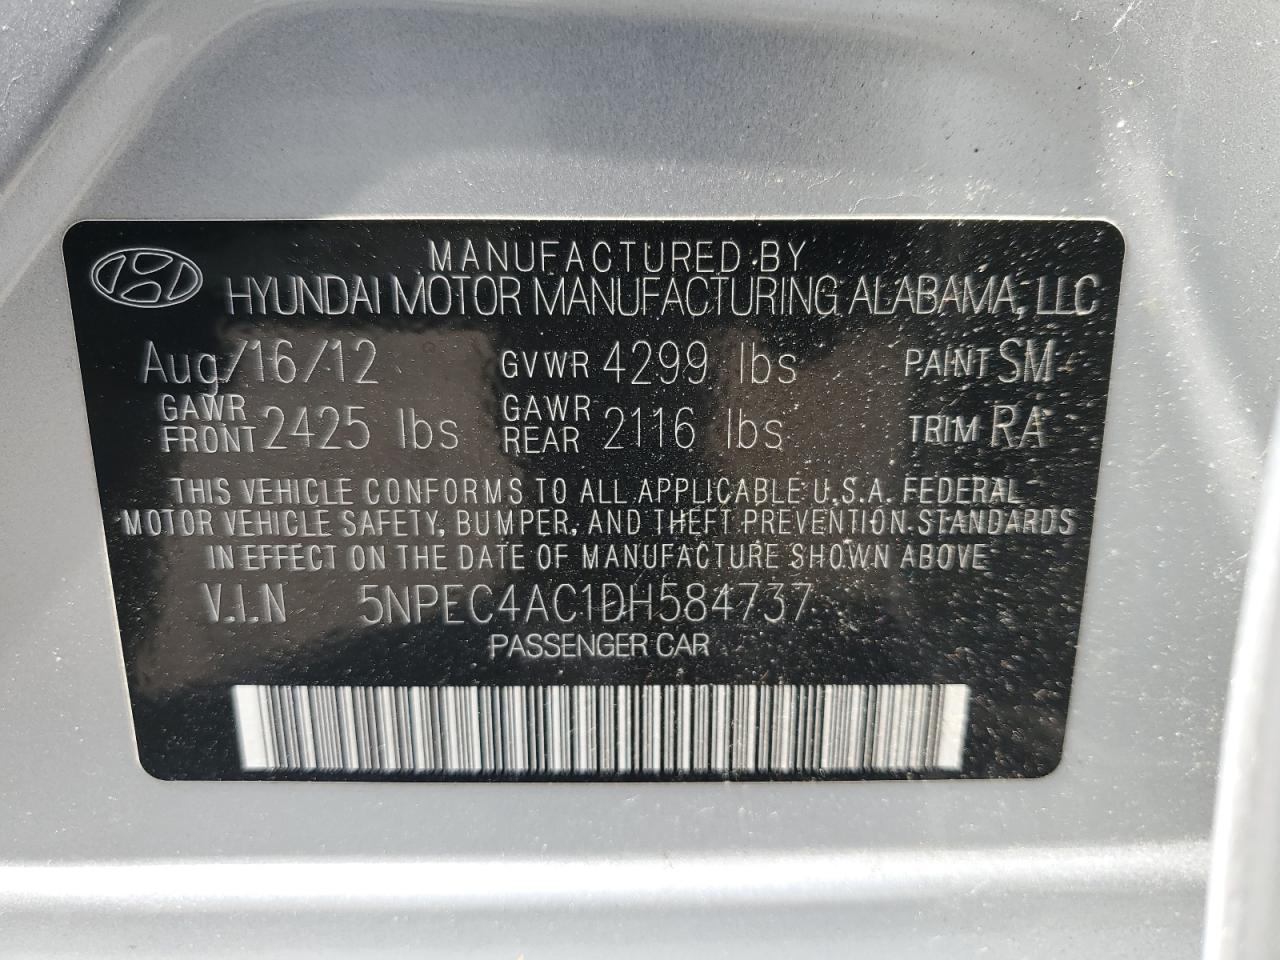 MANUFACTURED BY
HYUNDAI MOTOR MANUFACTURING ALABAMA, LLC
Aug/16/12 GVWR 4299 lbs PAINT SM
GAWR FRONT 2425 lbs GAWR REAR 2116 lbs TRIM RA
THIS VEHICLE CONFORMS TO ALL APPLICABLE U.S.A. FEDERAL
MOTOR VEHICLE SAFETY, BUMPER, AND THEFT PREVENTION STANDARDS
IN EFFECT ON THE DATE OF MANUFACTURE SHOWN ABOVE
V.I.N 5NPEC4AC1DH584737
PASSENGER CAR